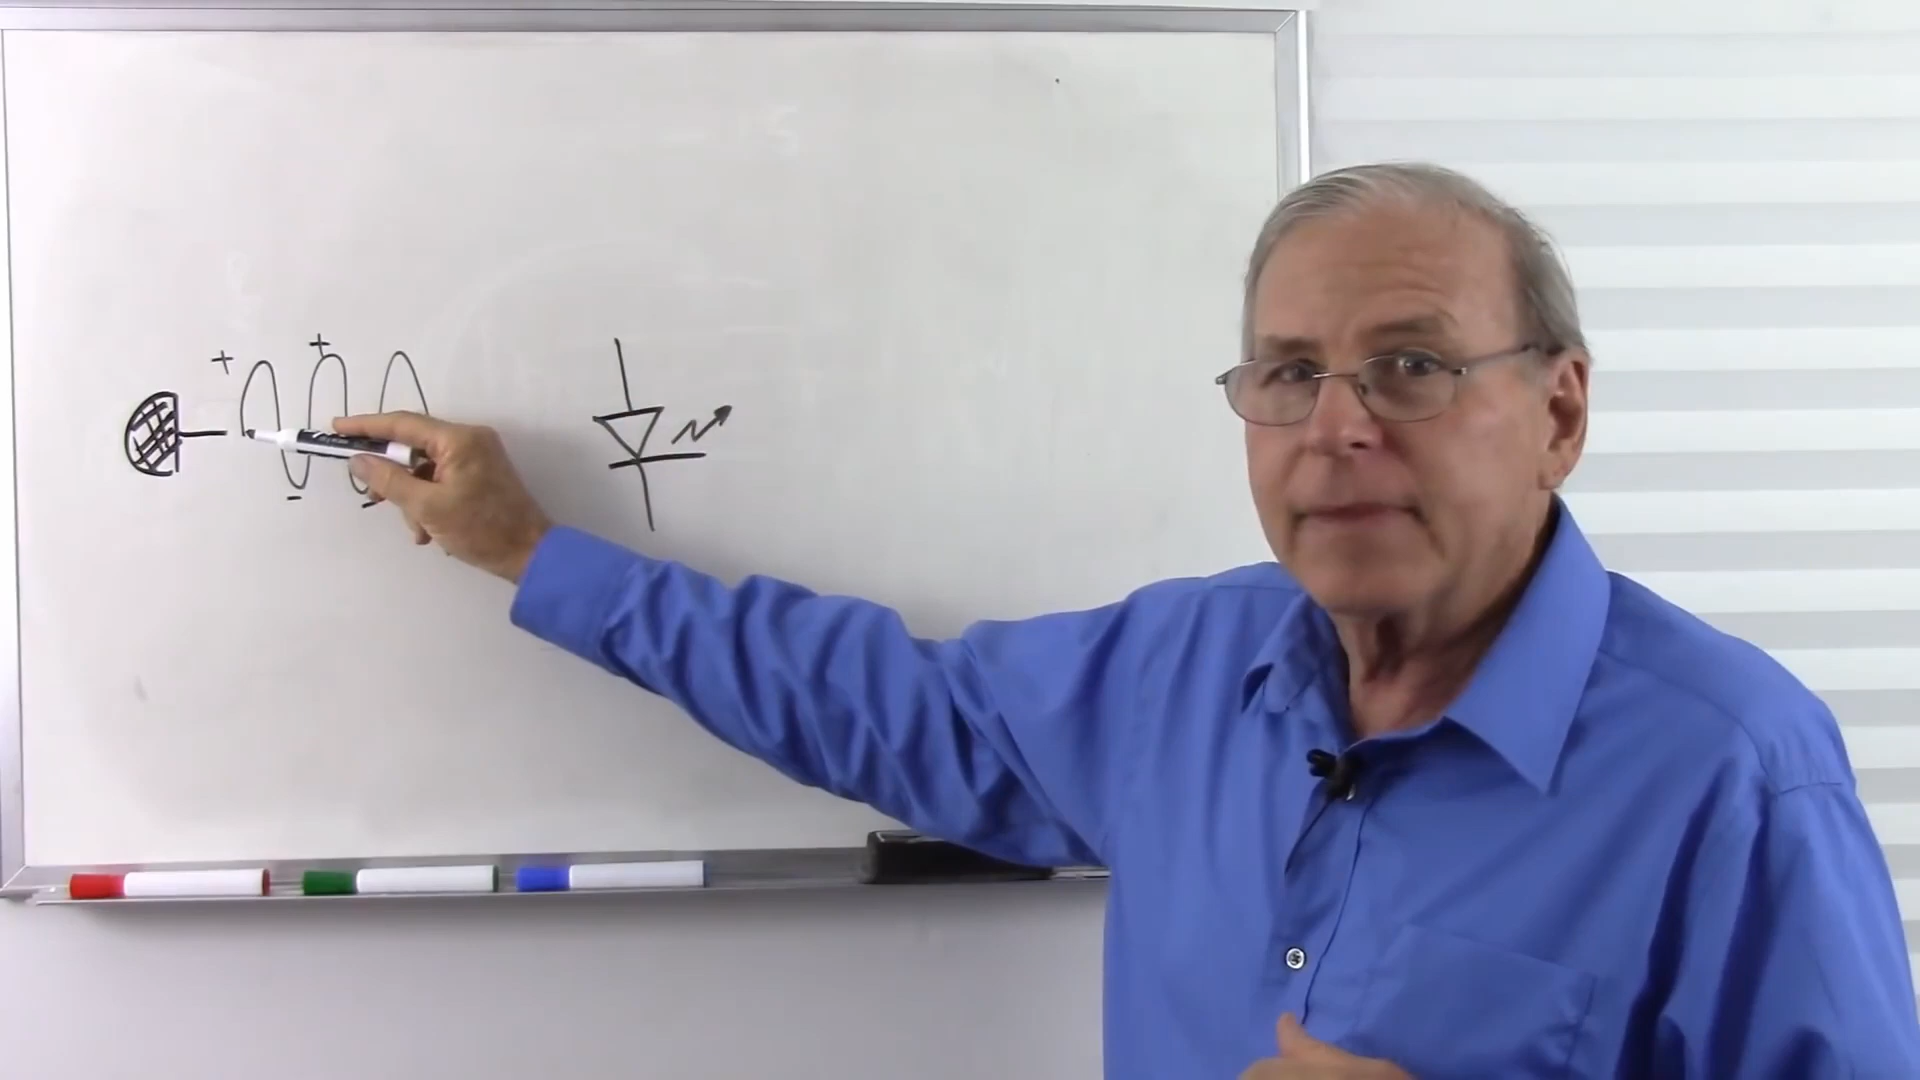 + +
- -